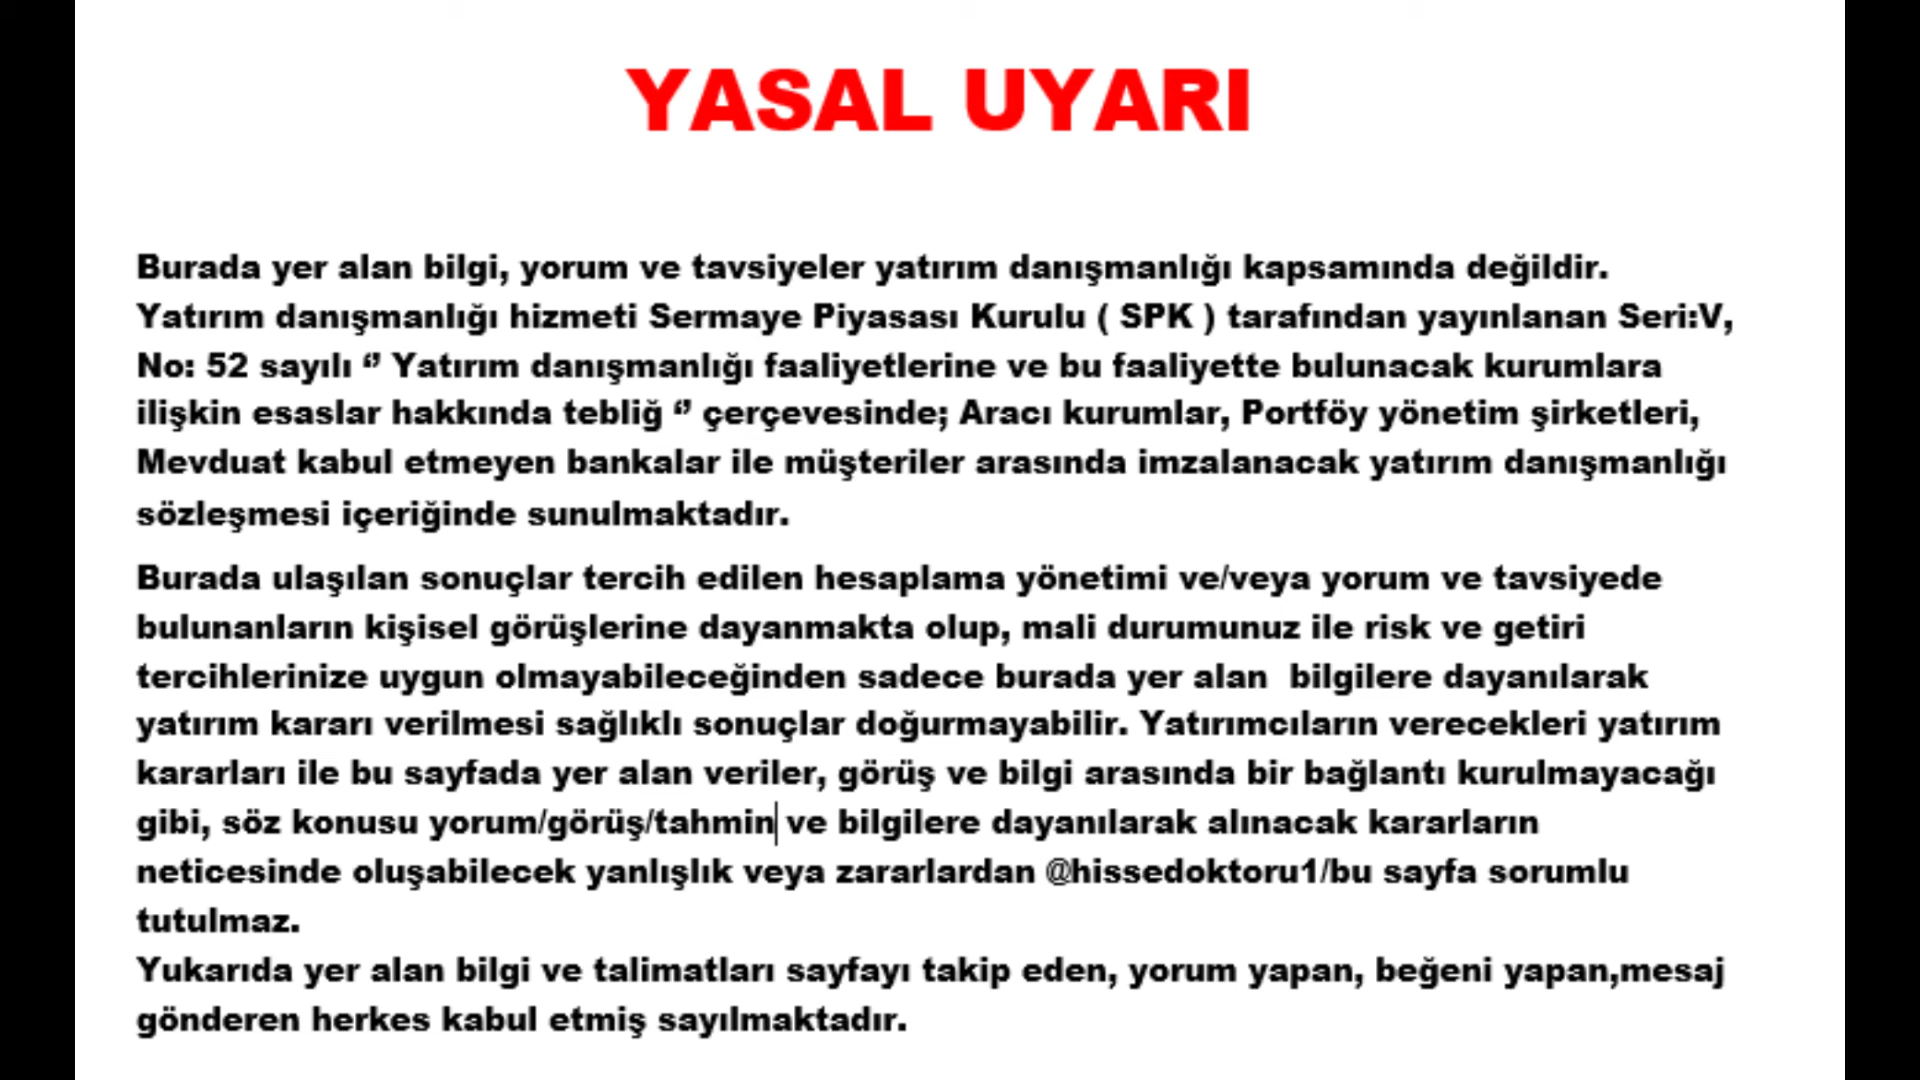 YASAL UYARI
Burada yer alan bilgi, yorum ve tavsiyeler yatırım danışmanlığı kapsamında değildir.
Yatırım danışmanlığı hizmeti Sermaye Piyasası Kurulu ( SPK ) tarafından yayınlanan Seri:V,
No: 52 sayılı “ Yatırım danışmanlığı faaliyetlerine ve bu faaliyette bulunacak kurumlara
ilişkin esaslar hakkında tebliğ “ çerçevesinde; Aracı kurumlar, Portföy yönetim şirketleri,
Mevduat kabul etmeyen bankalar ile müşteriler arasında imzalanacak yatırım danışmanlığı
sözleşmesi içeriğinde sunulmaktadır.
Burada ulaşılan sonuçlar tercih edilen hesaplama yönetimi ve/veya yorum ve tavsiyede
bulunanların kişisel görüşlerine dayanmakta olup, mali durumunuz ile risk ve getiri
tercihlerinize uygun olmayabileceğinden sadece burada yer alan  bilgilere dayanılarak
yatırım kararı verilmesi sağlıklı sonuçlar doğurmayabilir. Yatırımcıların verecekleri yatırım
kararları ile bu sayfada yer alan veriler, görüş ve bilgi arasında bir bağlantı kurulmayacağı
gibi, söz konusu yorum/görüş/tahmin ve bilgilere dayanılarak alınacak kararların
neticesinde oluşabilecek yanlışlık veya zararlardan @hissedoktoru1/bu sayfa sorumlu
tutulmaz.
Yukarıda yer alan bilgi ve talimatları sayfayı takip eden, yorum yapan, beğeni yapan,mesaj
gönderen herkes kabul etmiş sayılmaktadır.